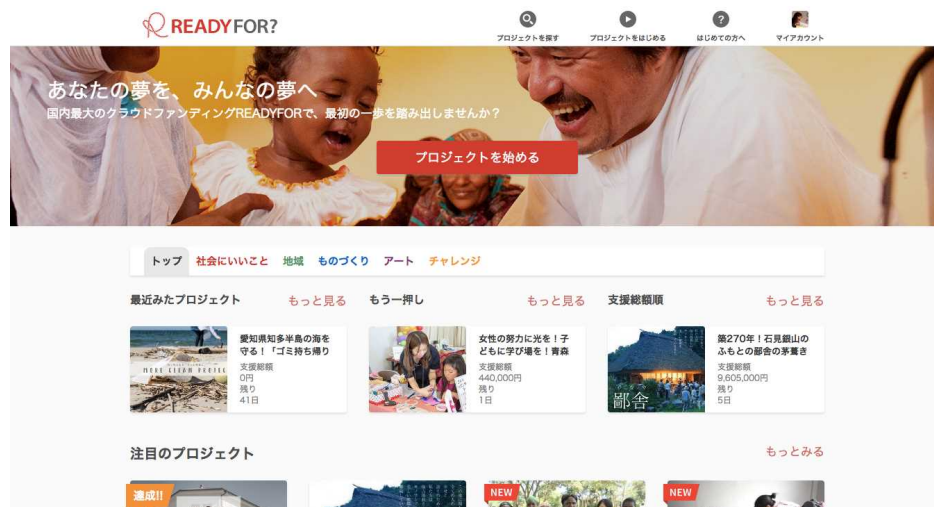 READYFOR?
プロジェクトを探す
プロジェクトをはじめる
?
はじめての方へ
マイアカウント
あなたの夢を、みんなの夢へ
国内最大のクラウドファンディングREADYFORで、最初の一歩を踏み出しませんか？
プロジェクトを始める
トップ 社会にいいこと 地域 ものづくり アート チャレンジ
最近みたプロジェクト もっと見る
愛知県知多半島の海を
守る！「ゴミ持ち帰り
支援総額
0円
残り
41日
もう一押し もっと見る
女性の努力に光を！子
どもに学び場を！青森
支援総額
440,000円
残り
1日
支援総額順 もっと見る
鄙舎
築270年！石見銀山の
ふもとの鄙舎の茅葺き
支援総額
9,605,000円
残り
5日
注目のプロジェクト もっとみる
達成!!
NEW
NEW